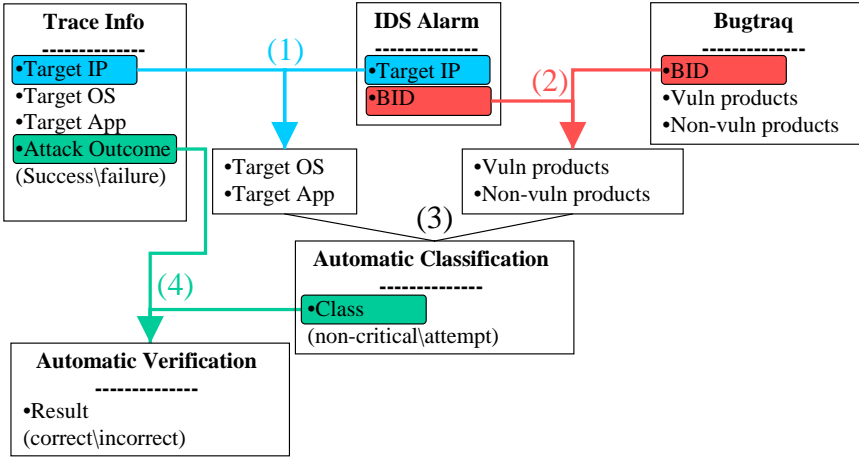 Trace Info
--------------
•Target IP
•Target OS
•Target App
•Attack Outcome
(Success\failure)
(1)
IDS Alarm
--------------
•Target IP
•BID
(2)
Bugtraq
--------------
•BID
•Vuln products
•Non-vuln products
•Target OS
•Target App
•Vuln products
•Non-vuln products
(3)
Automatic Classification
--------------
•Class
(non-critical\attempt)
(4)
Automatic Verification
--------------
•Result
(correct\incorrect)